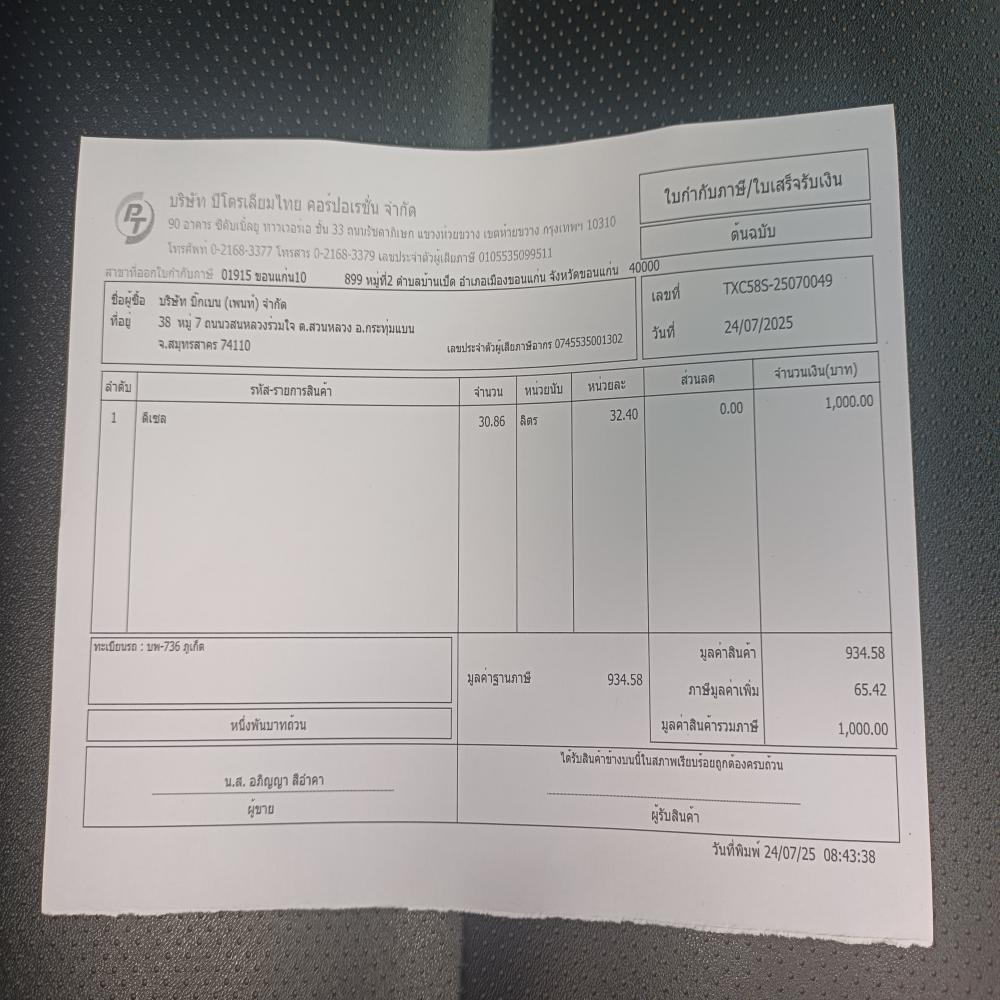 PT
บริษัท ปิโตรเลียมไทย คอร์ปอเรชั่น จำกัด
90 อาคาร ซีดับเบิ้ลยู ทาวเวอร์เอ ชั้น 33 ถนนรัชดาภิเษก แขวงห้วยขวาง เขตห้วยขวาง กรุงเทพฯ 10310
โทรศัพท์ 0-2168-3377 โทรสาร 0-2168-3379 เลขประจำตัวผู้เสียภาษี 0105535099511
ใบกำกับภาษี/ใบเสร็จรับเงิน
ต้นฉบับ
สาขาที่ออกใบกำกับภาษี 01915 ขอนแก่น10 899 หมู่ที่2 ตำบลบ้านเป็ด อำเภอเมืองขอนแก่น จังหวัดขอนแก่น 40000
ชื่อผู้ซื้อ บริษัท บิ๊กเบน (เพนท์) จำกัด
ที่อยู่ 38 หมู่ 7 ถนนวสนหลวงร่วมใจ ต.สวนหลวง อ.กระทุ่มแบน
จ.สมุทรสาคร 74110 เลขประจำตัวผู้เสียภาษีอากร 0745535001302
เลขที่ TXC58S-25070049
วันที่ 24/07/2025
ลำดับ รหัส-รายการสินค้า จำนวน หน่วยนับ หน่วยละ ส่วนลด จำนวนเงิน(บาท)
1 ดีเซล 30.86 ลิตร 32.40 0.00 1,000.00
ทะเบียนรถ : บพ-736 ภูเก็ต
หนึ่งพันบาทถ้วน
มูลค่าฐานภาษี 934.58
มูลค่าสินค้า 934.58
ภาษีมูลค่าเพิ่ม 65.42
มูลค่าสินค้ารวมภาษี 1,000.00
น.ส. อภิญญา สีอำคา
ผู้ขาย
ได้รับสินค้าข้างบนนี้ในสภาพเรียบร้อยถูกต้องครบถ้วน
ผู้รับสินค้า
วันที่พิมพ์ 24/07/25 08:43:38